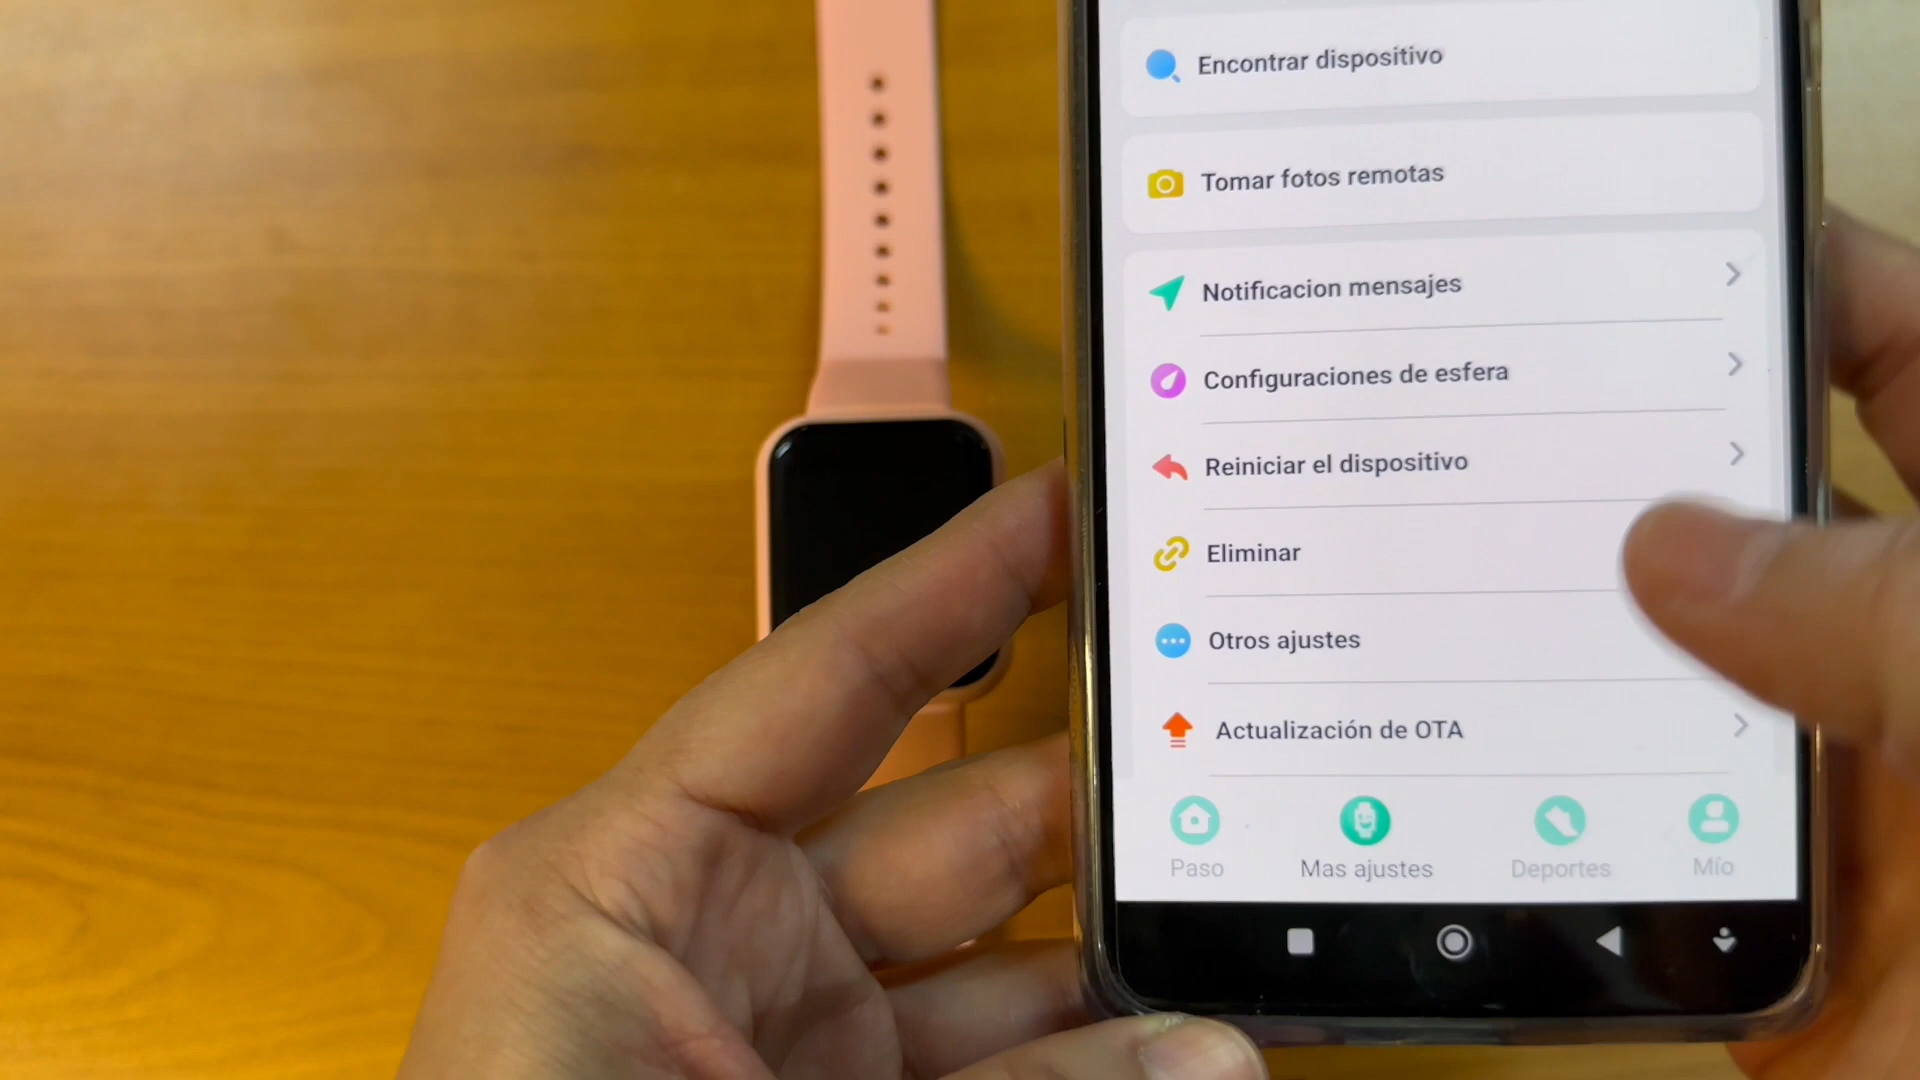 Encontrar dispositivo
Tomar fotos remotas
Notificacion mensajes
Configuraciones de esfera
Reiniciar el dispositivo
Eliminar
Otros ajustes
Actualización de OTA
Paso
Mas ajustes
Deportes
Mío